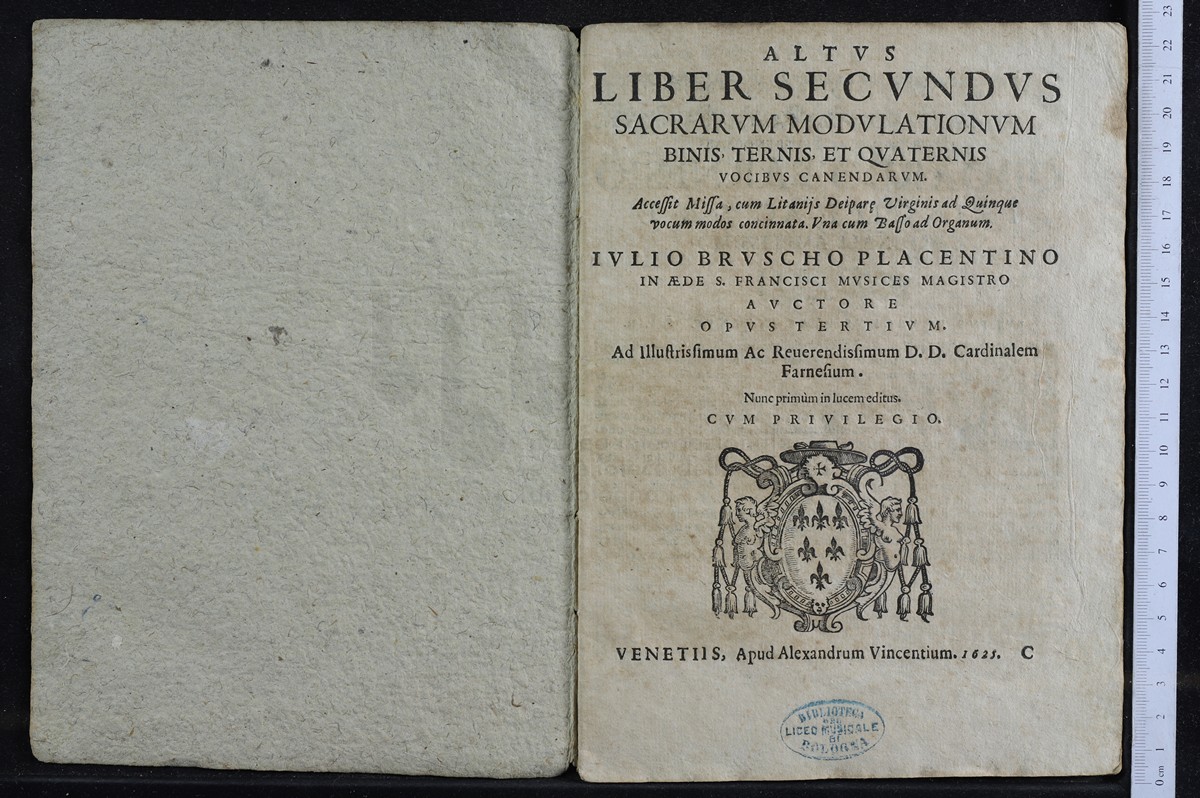 ALTVS
LIBER SECVNDVS
SACRARVM MODVLATIONVM
BINIS, TERNIS, ET QVATERNIS
VOCIBVS CANENDARVM.
Accessit Missa, cum Litanijs Deiparę Virginis ad Quinque
vocum modos concinnata. Vna cum Basso ad Organum.
IVLIO BRVSCHO PLACENTINO
IN ÆDE S. FRANCISCI MVSICES MAGISTRO
AVCTORE
OPVS TERTIVM.
Ad Illustrissimum Ac Reuerendissimum D. D. Cardinalem
Farnesium.
Nunc primùm in lucem editus.
CVM PRIVILEGIO.
VENETIIS, Apud Alexandrum Vincentium. 1625. C
BIBLIOTECA
DEL
LICEO MUSICALE
DI
BOLOGNA
0 cm 1 2 3 4 5 6 7 8 9 10 11 12 13 14 15 16 17 18 19 20 21 22 23